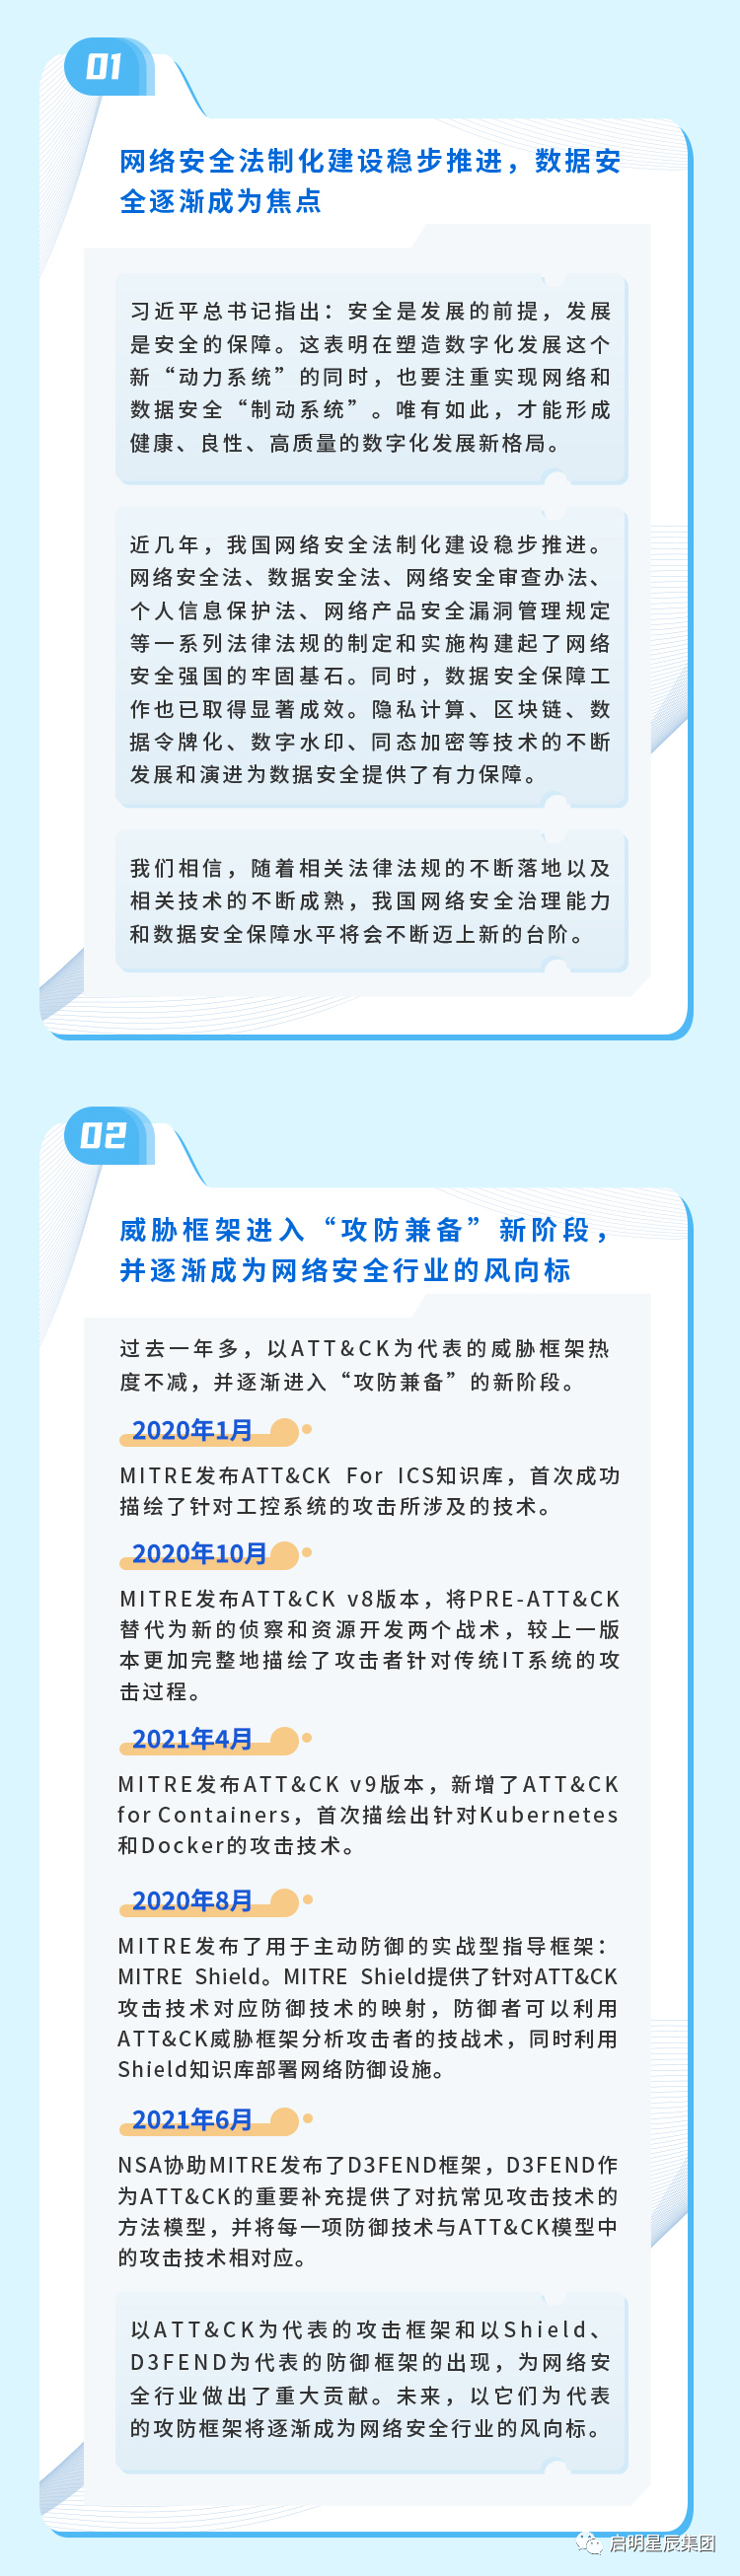 01
网络安全法制化建设稳步推进，数据安
全逐渐成为焦点
习近平总书记指出：安全是发展的前提，发展
是安全的保障。这表明在塑造数字化发展这个
新“动力系统”的同时，也要注重实现网络和
数据安全“制动系统”。唯有如此，才能形成
健康、良性、高质量的数字化发展新格局。
近几年，我国网络安全法制化建设稳步推进。
网络安全法、数据安全法、网络安全审查办法、
个人信息保护法、网络产品安全漏洞管理规定
等一系列法律法规的制定和实施构建起了网络
安全强国的牢固基石。同时，数据安全保障工
作也已取得显著成效。隐私计算、区块链、数
据令牌化、数字水印、同态加密等技术的不断
发展和演进为数据安全提供了有力保障。
我们相信，随着相关法律法规的不断落地以及
相关技术的不断成熟，我国网络安全治理能力
和数据安全保障水平将会不断迈上新的台阶。
02
威胁框架进入“攻防兼备”新阶段，
并逐渐成为网络安全行业的风向标
过去一年多，以ATT&CK为代表的威胁框架热
度不减，并逐渐进入“攻防兼备”的新阶段。
2020年1月
MITRE发布ATT&CK For ICS知识库，首次成功
描绘了针对工控系统的攻击所涉及的技术。
2020年10月
MITRE发布ATT&CK v8版本，将PRE-ATT&CK
替代为新的侦察和资源开发两个战术，较上一版
本更加完整地描绘了攻击者针对传统IT系统的攻
击过程。
2021年4月
MITRE发布ATT&CK v9版本，新增了ATT&CK
for Containers，首次描绘出针对Kubernetes
和Docker的攻击技术。
2020年8月
MITRE发布了用于主动防御的实战型指导框架：
MITRE Shield。MITRE Shield提供了针对ATT&CK
攻击技术对应防御技术的映射，防御者可以利用
ATT&CK威胁框架分析攻击者的技战术，同时利用
Shield知识库部署网络防御设施。
2021年6月
NSA协助MITRE发布了D3FEND框架，D3FEND作
为ATT&CK的重要补充提供了对抗常见攻击技术的
方法模型，并将每一项防御技术与ATT&CK模型中
的攻击技术相对应。
以ATT&CK为代表的攻击框架和以Shield、
D3FEND为代表的防御框架的出现，为网络安
全行业做出了重大贡献。未来，以它们为代表
的攻防框架将逐渐成为网络安全行业的风向标。
启明星辰集团